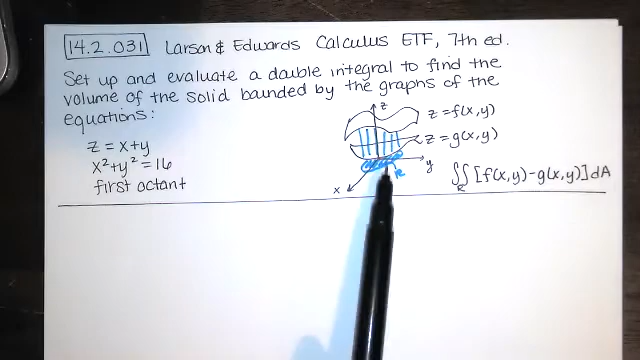 14.2.031 Larson & Edwards Calculus ETF, 7th ed.
Set up and evaluate a double integral to find the
volume of the solid bounded by the graphs of the
equations:
z = x+y
x²+y² = 16
first octant
z
z = f(x,y)
z = g(x,y)
y
x
R
∬R [f(x,y)-g(x,y)]dA